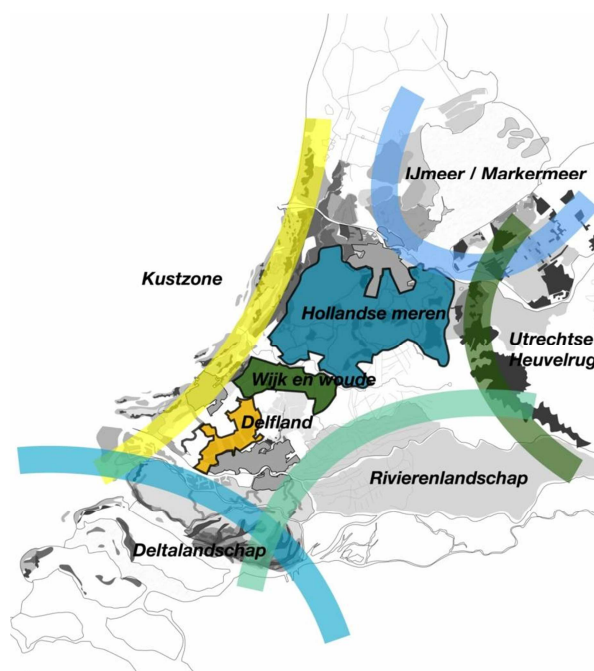 IJmeer / Markermeer
Kustzone
Hollandse meren
Utrechtse
Heuvelrug
Wijk en woude
Delfland
Rivierenlandschap
Deltalandschap